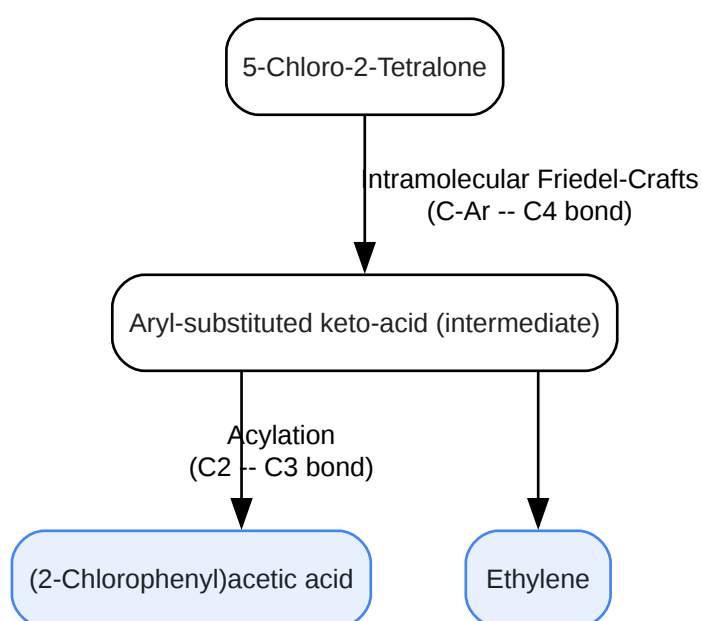 5-Chloro-2-Tetralone
Intramolecular Friedel-Crafts
(C-Ar -- C4 bond)
Aryl-substituted keto-acid (intermediate)
Acylation
(C2 -- C3 bond)
(2-Chlorophenyl)acetic acid
Ethylene